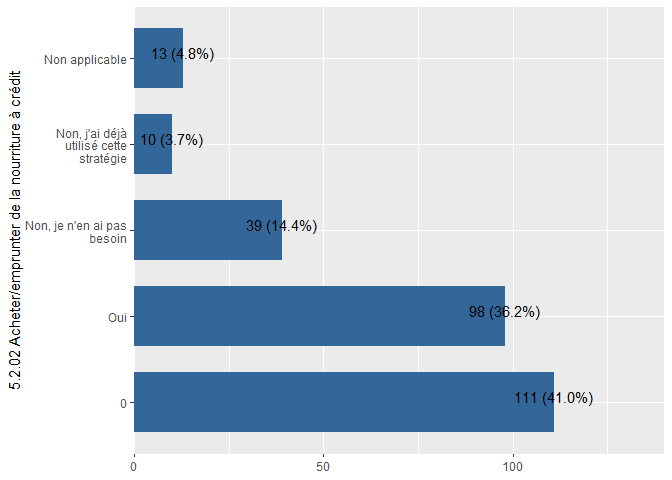 5.2.02 Acheter/emprunter de la nourriture à crédit
Non applicable
13 (4.8%)
Non, j'ai déjà
utilisé cette
stratégie
10 (3.7%)
Non, je n'en ai pas
besoin
39 (14.4%)
Oui
98 (36.2%)
0
111 (41.0%)
0
50
100